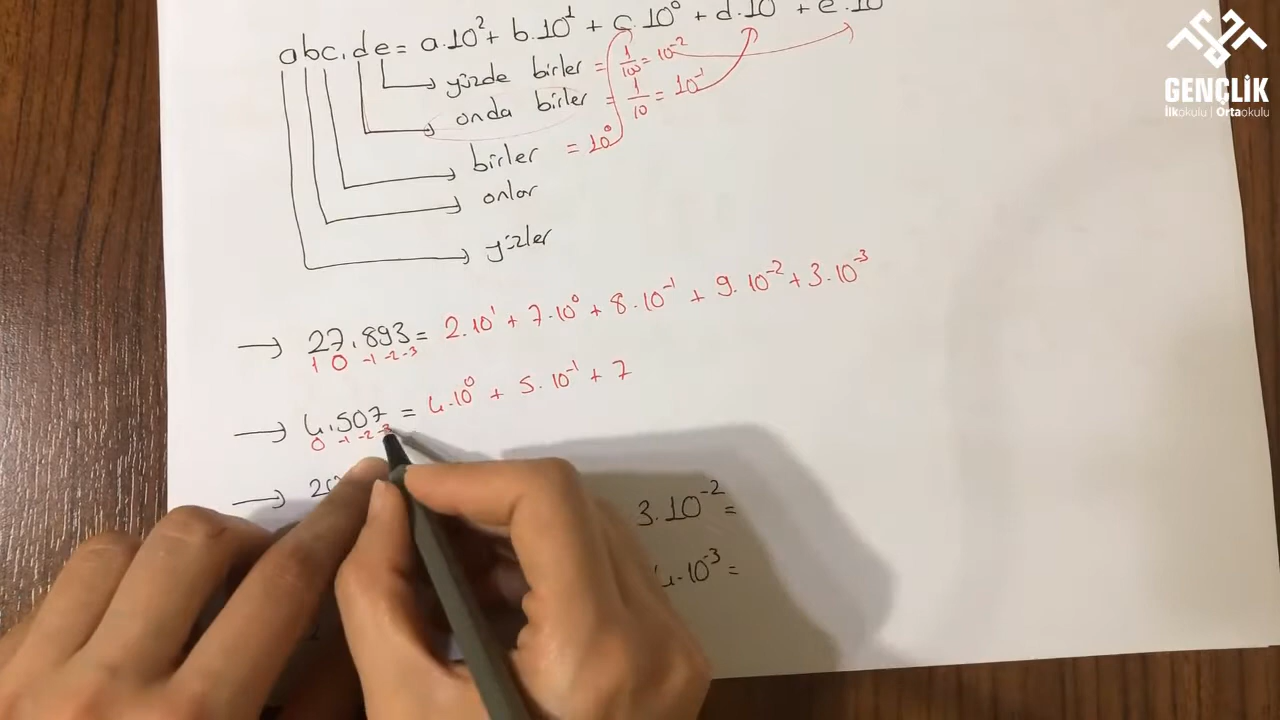 abc,de = a.10² + b.10¹ + c.10⁰ + d.10 + e.10
yüzde birler = 1/100 = 10⁻²
onda birler = 1/10 = 10⁻¹
birler = 10⁰
onlar
yüzler
→ 27,893 = 2.10¹ + 7.10⁰ + 8.10⁻¹ + 9.10⁻² + 3.10⁻³
1 0 -1 -2 -3
→ 4,507 = 4.10⁰ + 5.10⁻¹ + 7
0 -1 -2 -3
→ 20
3.10⁻² =
4.10⁻³ =
GENÇLİK
İlkokulu | Ortaokulu